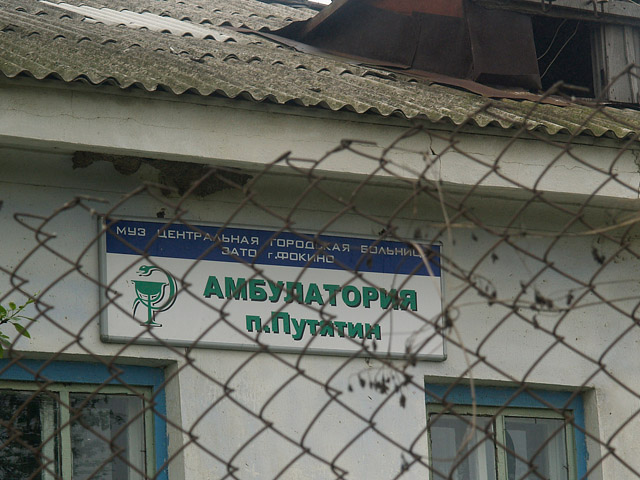 МУЗ ЦЕНТРАЛЬНАЯ ГОРОДСКАЯ БОЛЬНИЦА
ЗАТО г.ФОКИНО
АМБУЛАТОРИЯ
п.Путятин